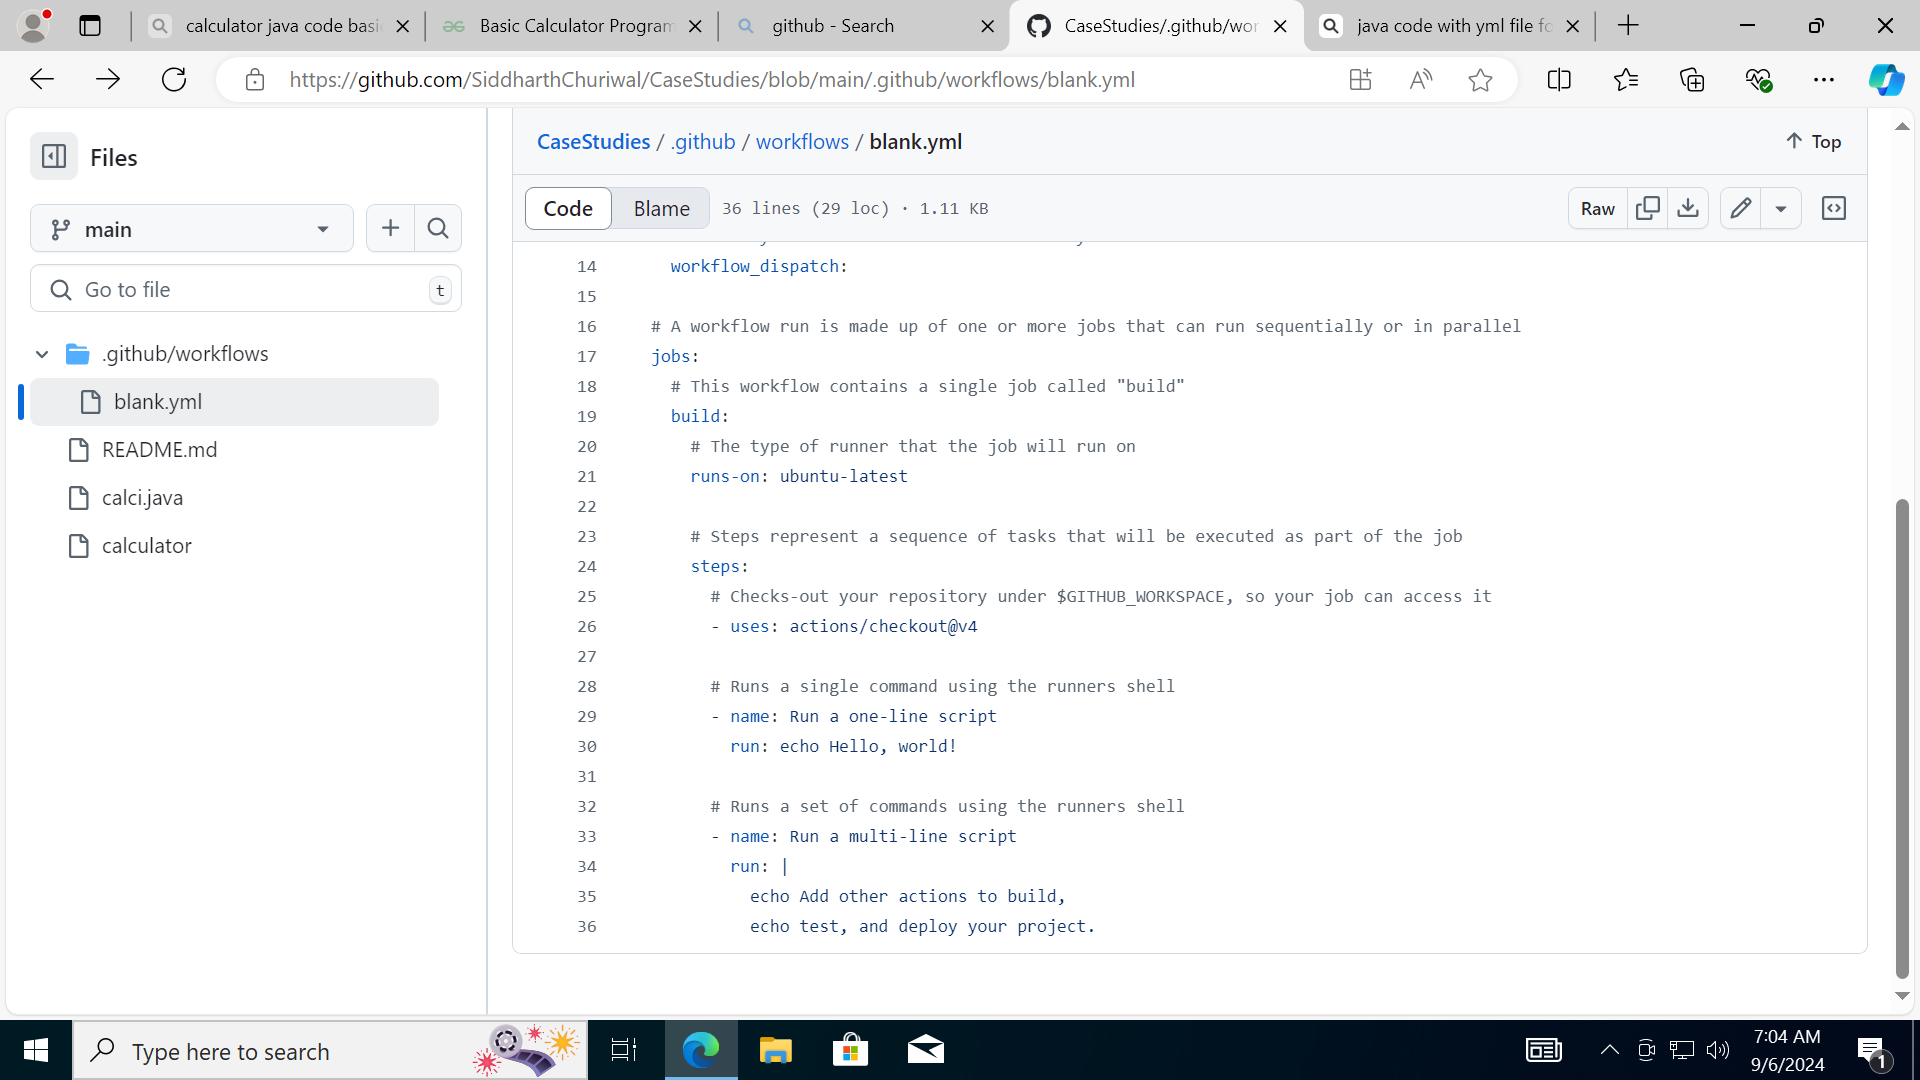 calculator java code basi
Basic Calculator Program
github - Search
CaseStudies/.github/wor
java code with yml file fo
https://github.com/SiddharthChuriwal/CaseStudies/blob/main/.github/workflows/blank.yml
Files
CaseStudies / .github / workflows / blank.yml
Top
main
Code
Blame
36 lines (29 loc) · 1.11 KB
Raw
Go to file
t
.github/workflows
blank.yml
README.md
calci.java
calculator
14 workflow_dispatch:
15
16 # A workflow run is made up of one or more jobs that can run sequentially or in parallel
17 jobs:
18 # This workflow contains a single job called "build"
19 build:
20 # The type of runner that the job will run on
21 runs-on: ubuntu-latest
22
23 # Steps represent a sequence of tasks that will be executed as part of the job
24 steps:
25 # Checks-out your repository under $GITHUB_WORKSPACE, so your job can access it
26 - uses: actions/checkout@v4
27
28 # Runs a single command using the runners shell
29 - name: Run a one-line script
30 run: echo Hello, world!
31
32 # Runs a set of commands using the runners shell
33 - name: Run a multi-line script
34 run: |
35 echo Add other actions to build,
36 echo test, and deploy your project.
Type here to search
7:04 AM
9/6/2024
1